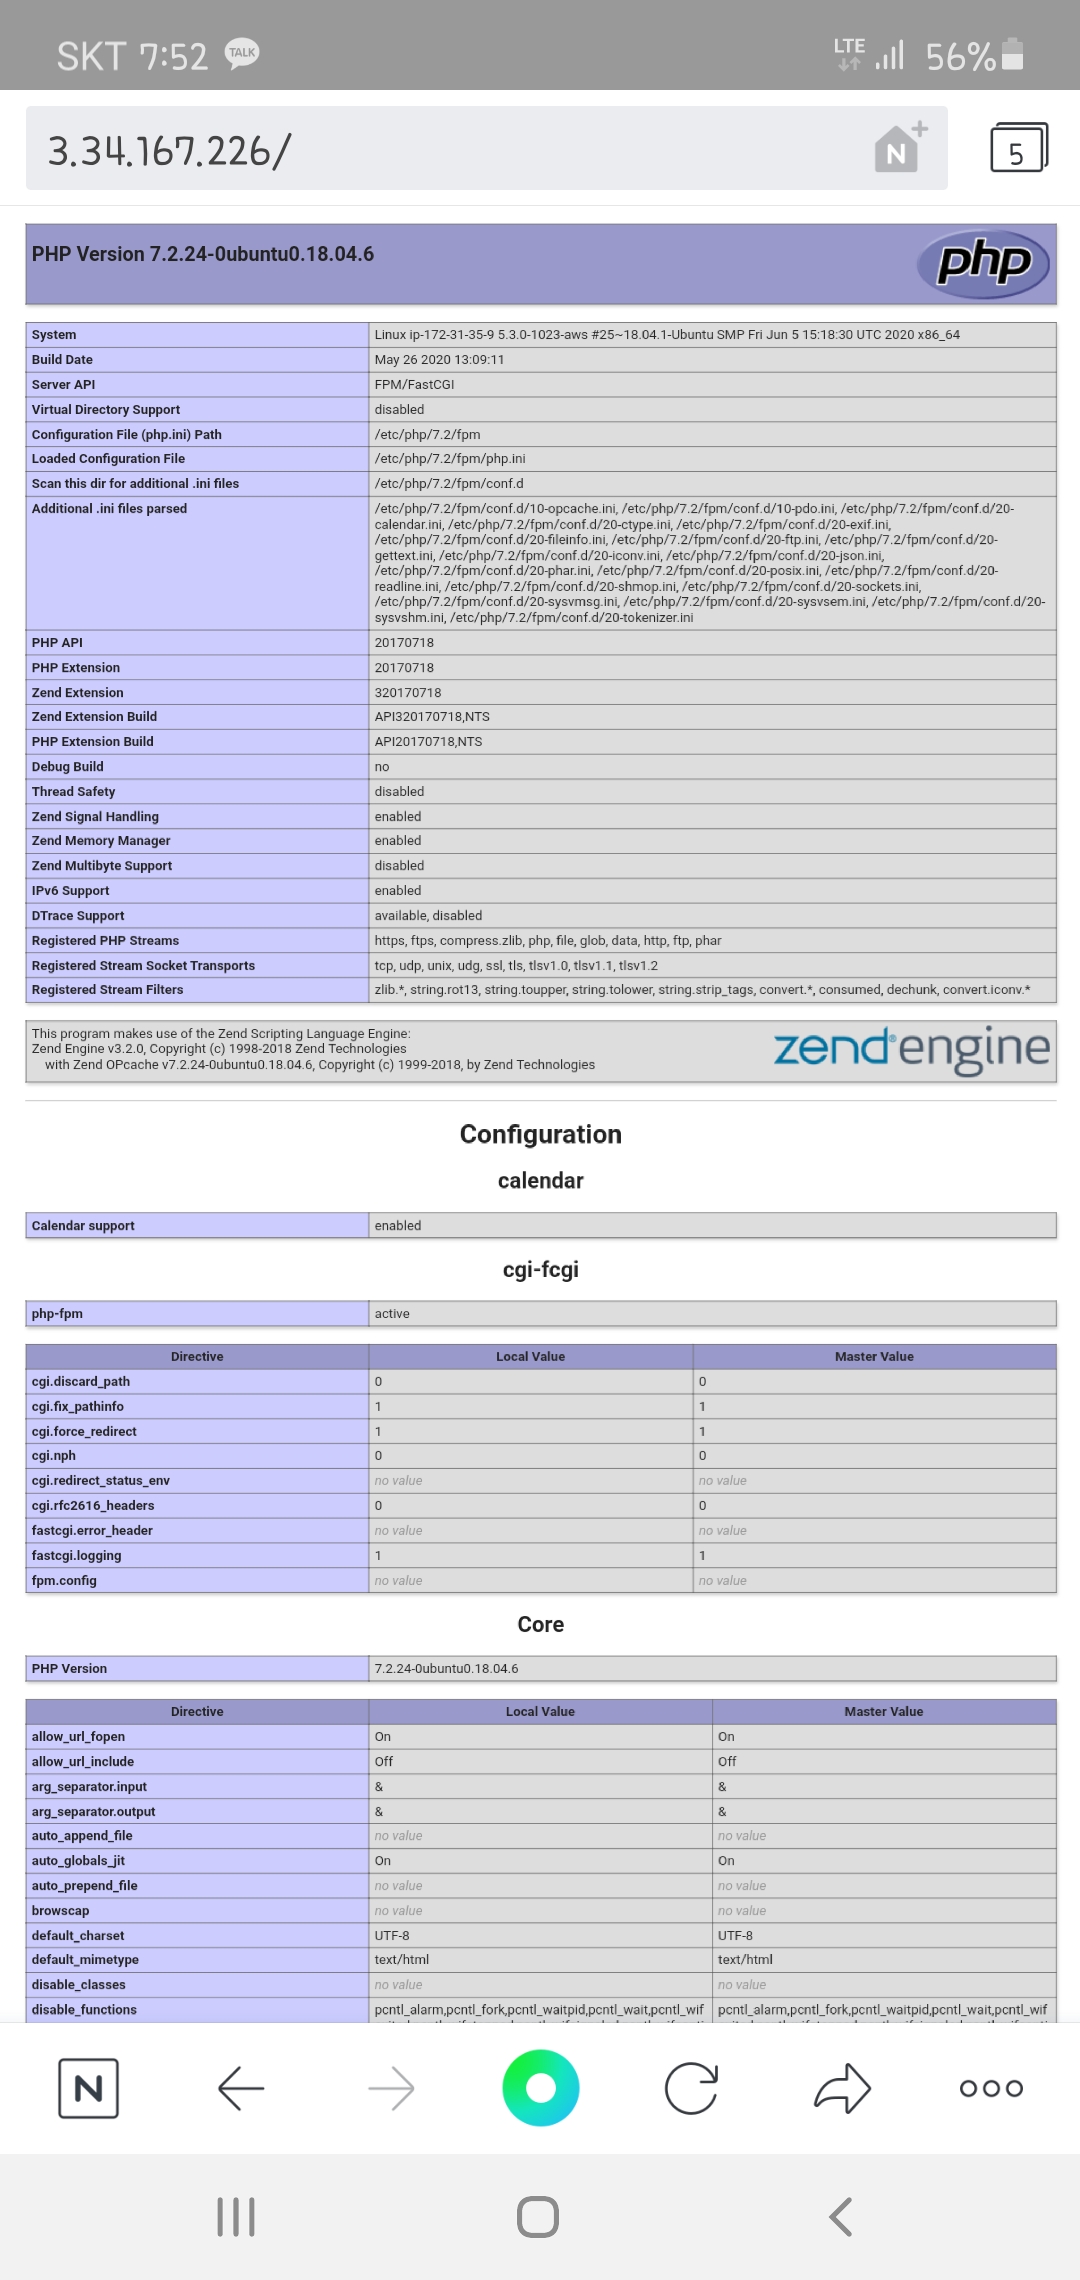 SKT 7:52 TALK LTE 56%
3.34.167.226/ N 5
PHP Version 7.2.24-0ubuntu0.18.04.6 php
System Linux ip-172-31-35-9 5.3.0-1023-aws #25~18.04.1-Ubuntu SMP Fri Jun 5 15:18:30 UTC 2020 x86_64
Build Date May 26 2020 13:09:11
Server API FPM/FastCGI
Virtual Directory Support disabled
Configuration File (php.ini) Path /etc/php/7.2/fpm
Loaded Configuration File /etc/php/7.2/fpm/php.ini
Scan this dir for additional .ini files /etc/php/7.2/fpm/conf.d
Additional .ini files parsed /etc/php/7.2/fpm/conf.d/10-opcache.ini, /etc/php/7.2/fpm/conf.d/10-pdo.ini, /etc/php/7.2/fpm/conf.d/20-
calendar.ini, /etc/php/7.2/fpm/conf.d/20-ctype.ini, /etc/php/7.2/fpm/conf.d/20-exif.ini,
/etc/php/7.2/fpm/conf.d/20-fileinfo.ini, /etc/php/7.2/fpm/conf.d/20-ftp.ini, /etc/php/7.2/fpm/conf.d/20-
gettext.ini, /etc/php/7.2/fpm/conf.d/20-iconv.ini, /etc/php/7.2/fpm/conf.d/20-json.ini,
/etc/php/7.2/fpm/conf.d/20-phar.ini, /etc/php/7.2/fpm/conf.d/20-posix.ini, /etc/php/7.2/fpm/conf.d/20-
readline.ini, /etc/php/7.2/fpm/conf.d/20-shmop.ini, /etc/php/7.2/fpm/conf.d/20-sockets.ini,
/etc/php/7.2/fpm/conf.d/20-sysvmsg.ini, /etc/php/7.2/fpm/conf.d/20-sysvsem.ini, /etc/php/7.2/fpm/conf.d/20-
sysvshm.ini, /etc/php/7.2/fpm/conf.d/20-tokenizer.ini
PHP API 20170718
PHP Extension 20170718
Zend Extension 320170718
Zend Extension Build API320170718,NTS
PHP Extension Build API20170718,NTS
Debug Build no
Thread Safety disabled
Zend Signal Handling enabled
Zend Memory Manager enabled
Zend Multibyte Support disabled
IPv6 Support enabled
DTrace Support available, disabled
Registered PHP Streams https, ftps, compress.zlib, php, file, glob, data, http, ftp, phar
Registered Stream Socket Transports tcp, udp, unix, udg, ssl, tls, tlsv1.0, tlsv1.1, tlsv1.2
Registered Stream Filters zlib.*, string.rot13, string.toupper, string.tolower, string.strip_tags, convert.*, consumed, dechunk, convert.iconv.*
This program makes use of the Zend Scripting Language Engine:
Zend Engine v3.2.0, Copyright (c) 1998-2018 Zend Technologies
with Zend OPcache v7.2.24-0ubuntu0.18.04.6, Copyright (c) 1999-2018, by Zend Technologies
zend® engine
Configuration
calendar
Calendar support enabled
cgi-fcgi
php-fpm active
Directive Local Value Master Value
cgi.discard_path 0 0
cgi.fix_pathinfo 1 1
cgi.force_redirect 1 1
cgi.nph 0 0
cgi.redirect_status_env no value no value
cgi.rfc2616_headers 0 0
fastcgi.error_header no value no value
fastcgi.logging 1 1
fpm.config no value no value
Core
PHP Version 7.2.24-0ubuntu0.18.04.6
Directive Local Value Master Value
allow_url_fopen On On
allow_url_include Off Off
arg_separator.input & &
arg_separator.output & &
auto_append_file no value no value
auto_globals_jit On On
auto_prepend_file no value no value
browscap no value no value
default_charset UTF-8 UTF-8
default_mimetype text/html text/html
disable_classes no value no value
disable_functions pcntl_alarm,pcntl_fork,pcntl_waitpid,pcntl_wait,pcntl_wif pcntl_alarm,pcntl_fork,pcntl_waitpid,pcntl_wait,pcntl_wif
N